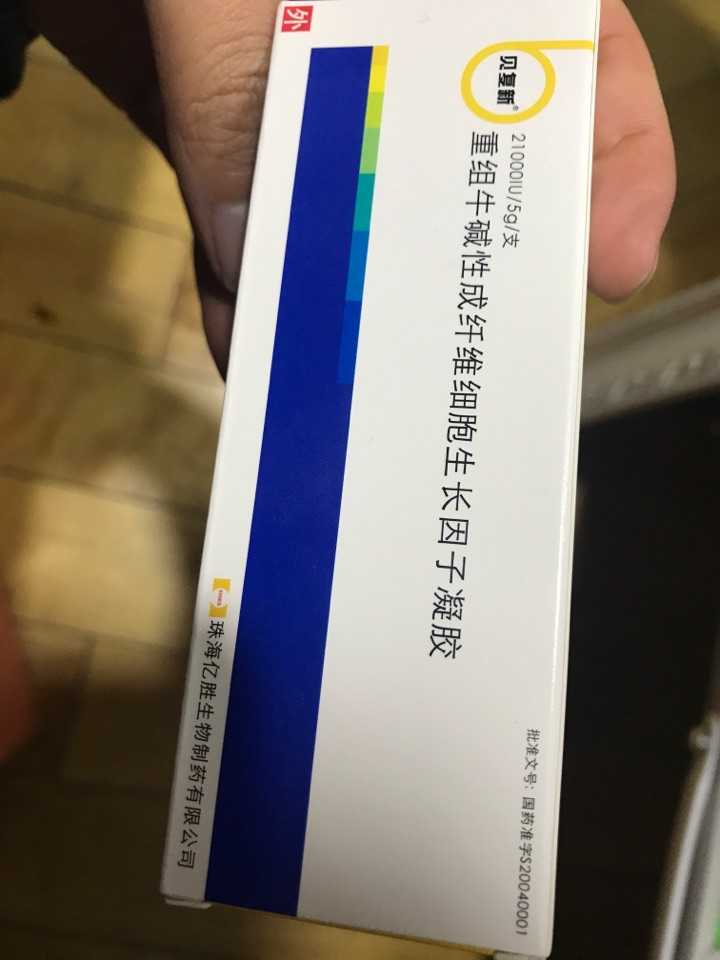 外
贝复新®
21000IU/5g/支
重组牛碱性成纤维细胞生长因子凝胶
批准文号：国药准字S20040001
珠海亿胜生物制药有限公司